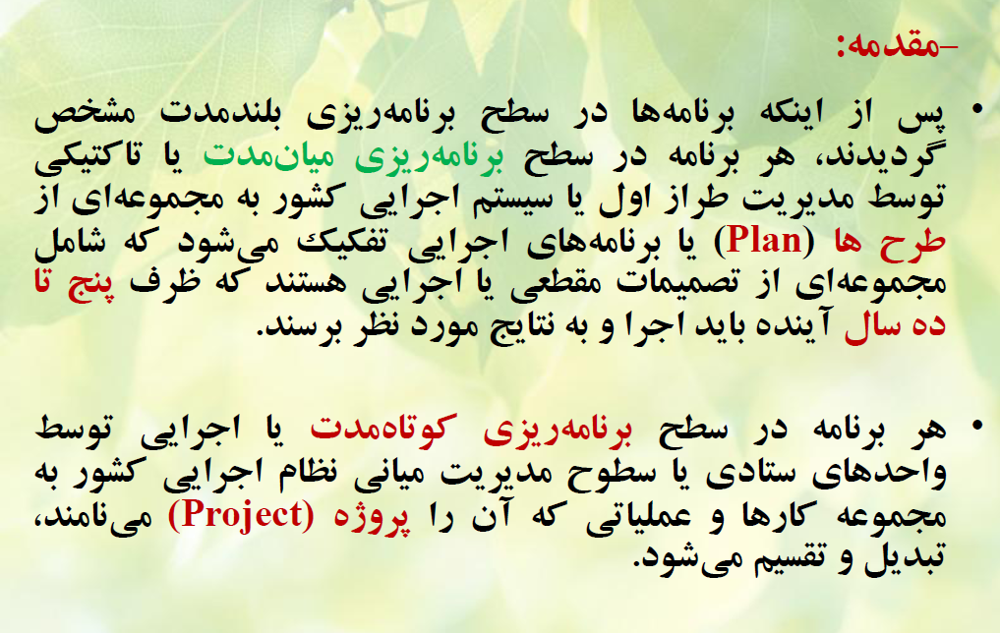 –مقدمه:
• پس از اینکه برنامه‌ها در سطح برنامه‌ریزی بلندمدت مشخص
گردیدند، هر برنامه در سطح برنامه‌ریزی میان‌مدت یا تاکتیکی
توسط مدیریت طراز اول یا سیستم اجرایی کشور به مجموعه‌ای از
طرح ها (Plan) یا برنامه‌های اجرایی تفکیك می‌شود که شامل
مجموعه‌ای از تصمیمات مقطعی یا اجرایی هستند که ظرف پنج تا
ده سال آینده باید اجرا و به نتایج مورد نظر برسند.
• هر برنامه در سطح برنامه‌ریزی کوتاه‌مدت یا اجرایی توسط
واحدهای ستادی یا سطوح مدیریت میانی نظام اجرایی کشور به
مجموعه کارها و عملیاتی که آن را پروژه (Project) می‌نامند،
تبدیل و تقسیم می‌شود.